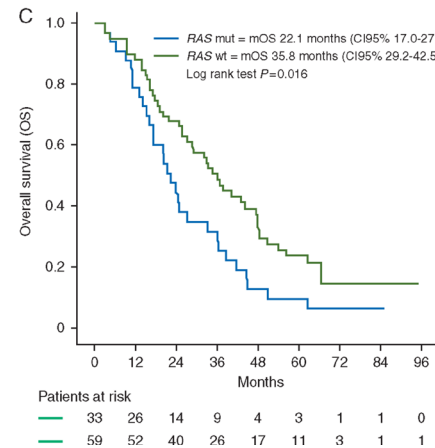 C
RAS mut = mOS 22.1 months (CI95% 17.0-27
RAS wt = mOS 35.8 months (CI95% 29.2-42.5
Log rank test P=0.016
Overall survival (OS)
1.0
0.8
0.6
0.4
0.2
0
0 12 24 36 48 60 72 84 96
Months
Patients at risk
33 26 14 9 4 3 1 1 0
59 52 40 26 17 11 3 1 1